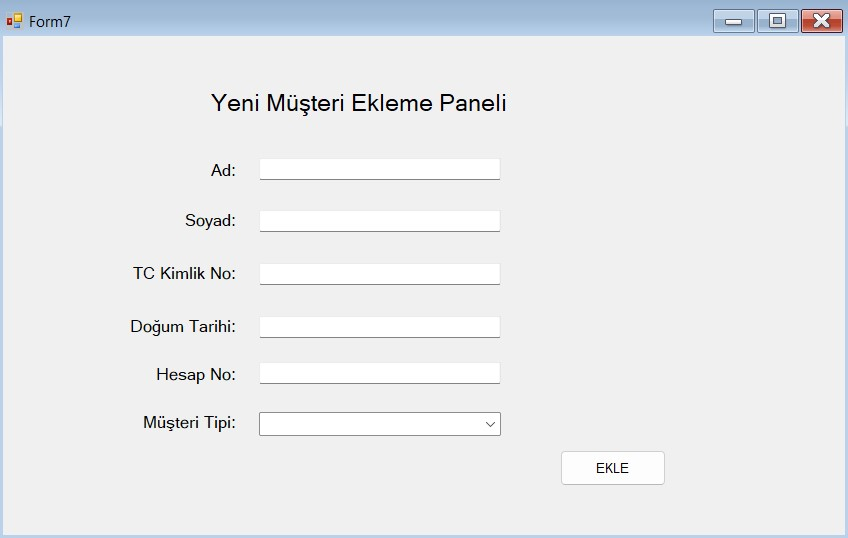 Form7
Yeni Müşteri Ekleme Paneli
Ad:
Soyad:
TC Kimlik No:
Doğum Tarihi:
Hesap No:
Müşteri Tipi:
EKLE